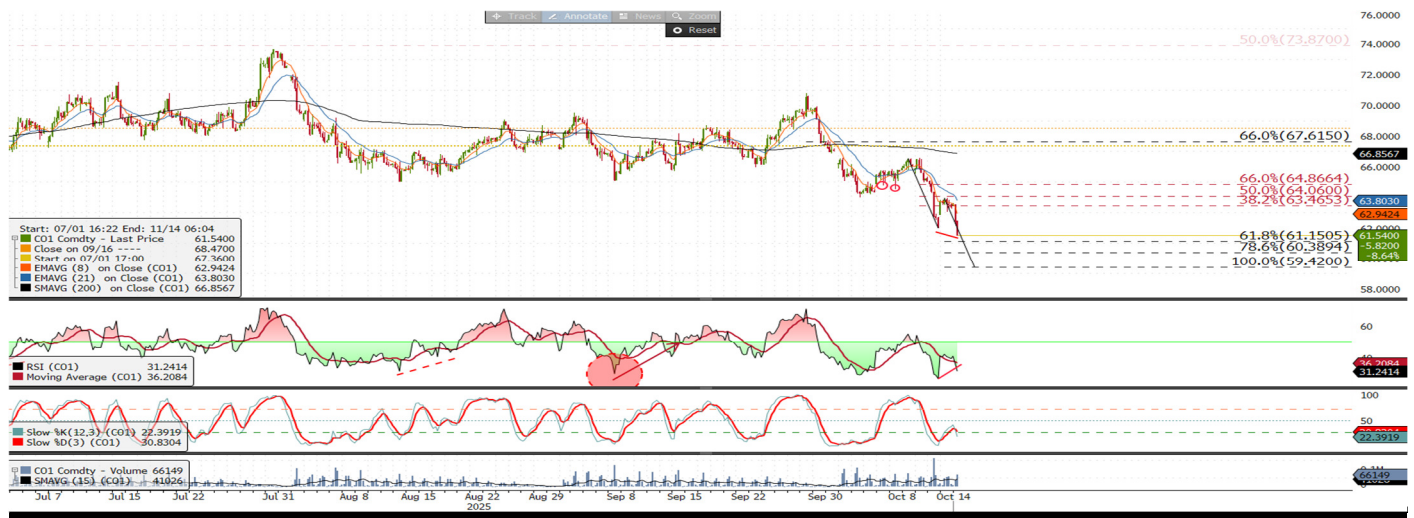 Track Annotate News Zoom
Reset
76.0000
74.0000
72.0000
70.0000
68.0000
66.0000
62.0000
58.0000
50.0%(73.8700)
66.0%(67.6150)
66.8567
66.0%(64.8664)
50.0%(64.0600)
38.2%(63.4653)
63.8030
62.9424
61.8%(61.1505)
61.5400
-5.8200
-8.64%
78.6%(60.3894)
100.0%(59.4200)
Start: 07/01 16:22 End: 11/14 06:04
CO1 Comdty - Last Price 61.5400
Close on 09/16 ---- 68.4700
Start on 07/01 17:00 67.3600
EMAVG (8) on Close (CO1) 62.9424
EMAVG (21) on Close (CO1) 63.8030
SMAVG (200) on Close (CO1) 66.8567
60
36.2084
31.2414
RSI (CO1) 31.2414
Moving Average (CO1) 36.2084
100
50
22.3919
Slow %K(12,3) (CO1) 22.3919
Slow %D(3) (CO1) 30.8304
CO1 Comdty - Volume 66149
SMAVG (15) (CO1) 41026
66149
Jul 7 Jul 15 Jul 22 Jul 31 Aug 8 Aug 15 Aug 22 Aug 29 Sep 8 Sep 15 Sep 22 Sep 30 Oct 8 Oct 14
2025